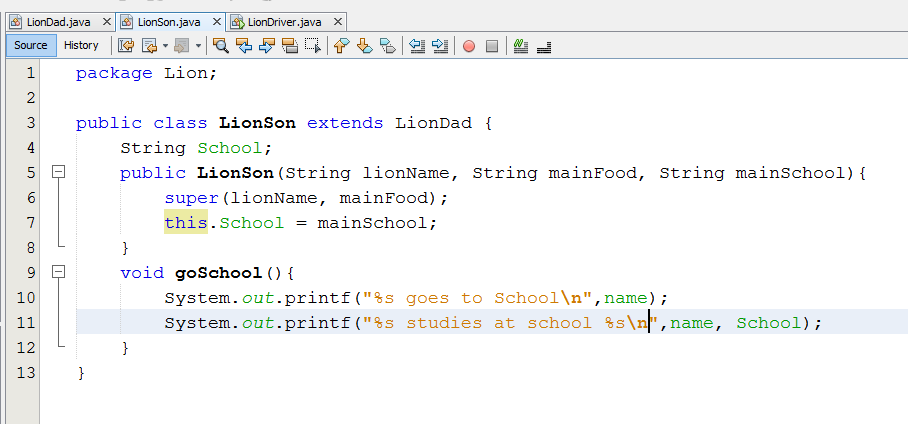 LionDad.java LionSon.java LionDriver.java
Source History
1 package Lion;
2
3 public class LionSon extends LionDad {
4 String School;
5 public LionSon(String lionName, String mainFood, String mainSchool){
6 super(lionName, mainFood);
7 this.School = mainSchool;
8 }
9 void goSchool(){
10 System.out.printf("%s goes to School\n",name);
11 System.out.printf("%s studies at school %s\n",name, School);
12 }
13 }